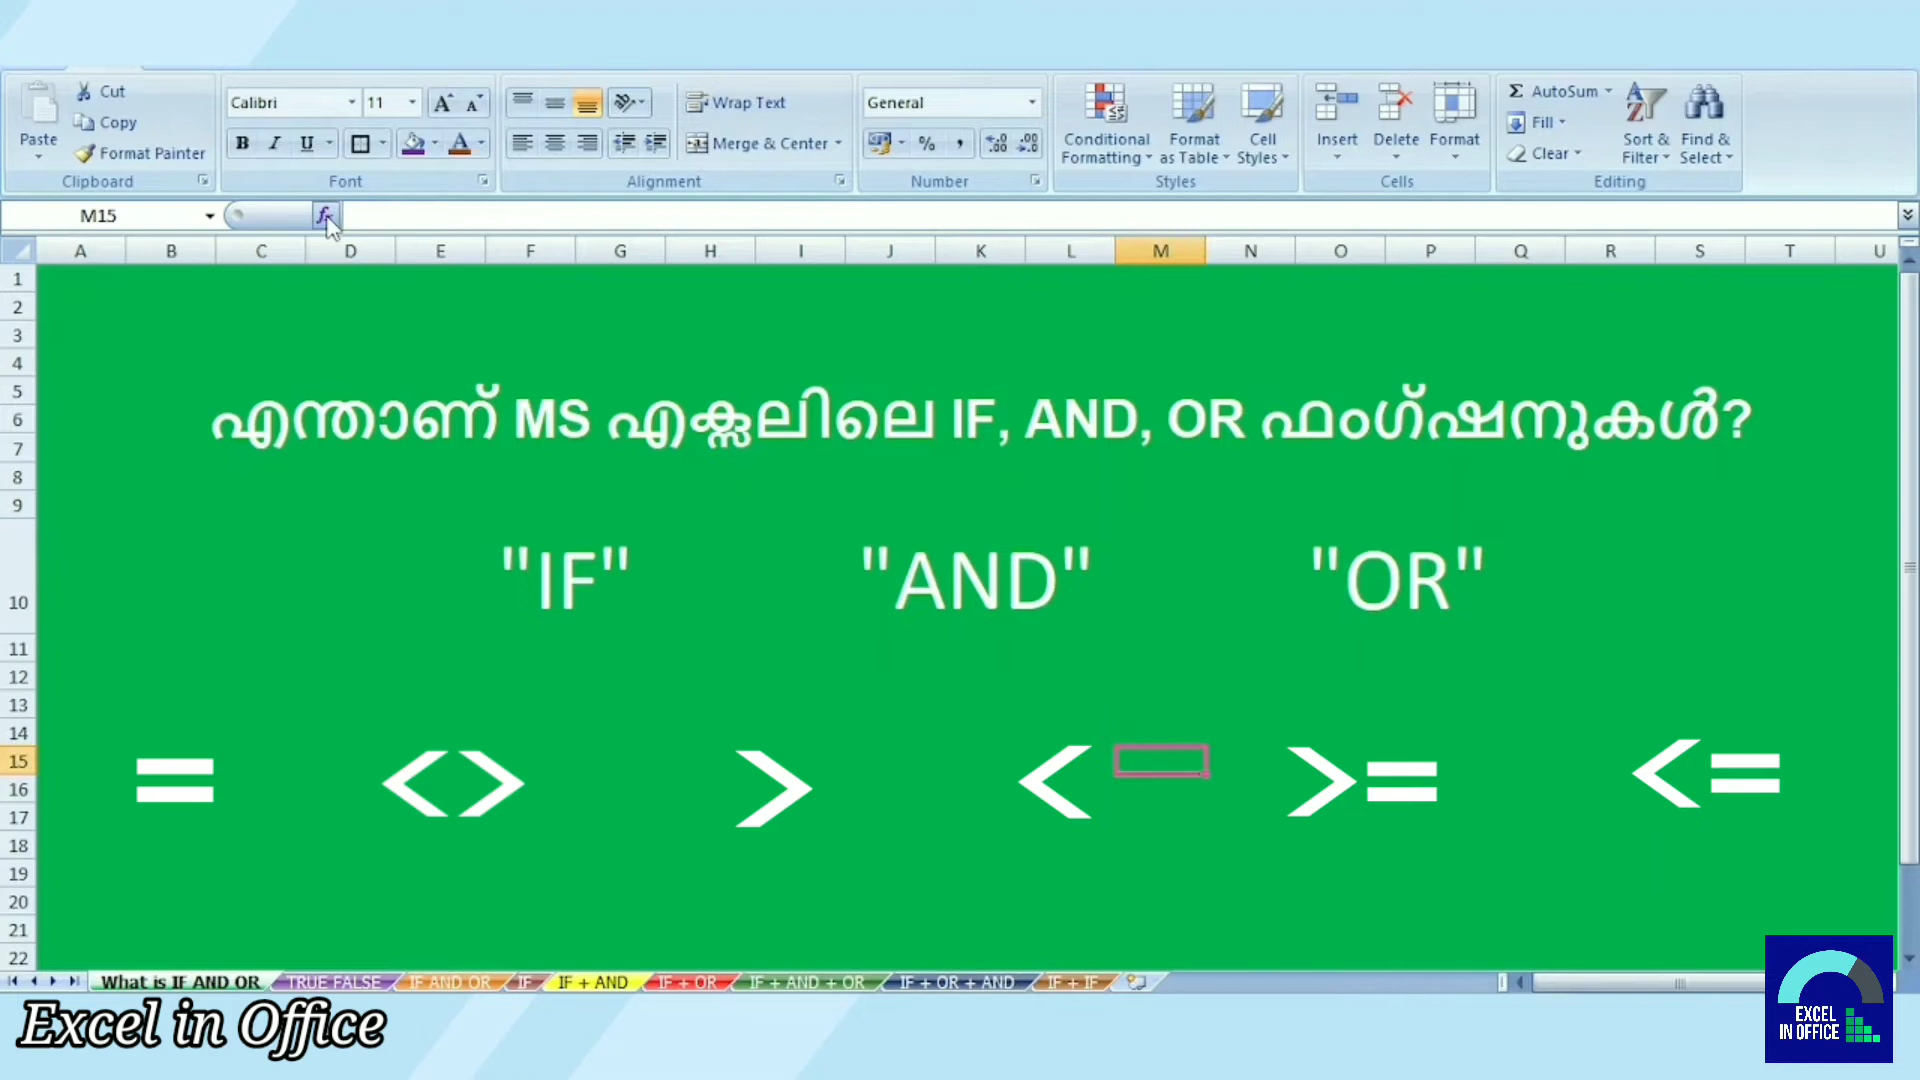 Cut
Copy
Format Painter
Paste
Clipboard
Calibri 11
B I U
Font
Wrap Text
Merge & Center
Alignment
General
Number
Conditional Formatting
Format as Table
Cell Styles
Styles
Insert Delete Format
Cells
Σ AutoSum
Fill
Clear
Sort & Filter
Find & Select
Editing
M15
A B C D E F G H I J K L M N O P Q R S T U
1
2
3
4
5
6
7
8
9
10
11
12
13
14
15
16
17
18
19
20
21
22
എന്താണ് MS എക്സലിലെ IF, AND, OR ഫംഗ്ഷനുകൾ?
"IF" "AND" "OR"
= <> > < >= <=
What is IF AND OR TRUE FALSE IF AND OR IF IF + AND IF + OR IF + AND + OR IF + OR + AND IF + IF
Excel in Office
EXCEL
IN OFFICE